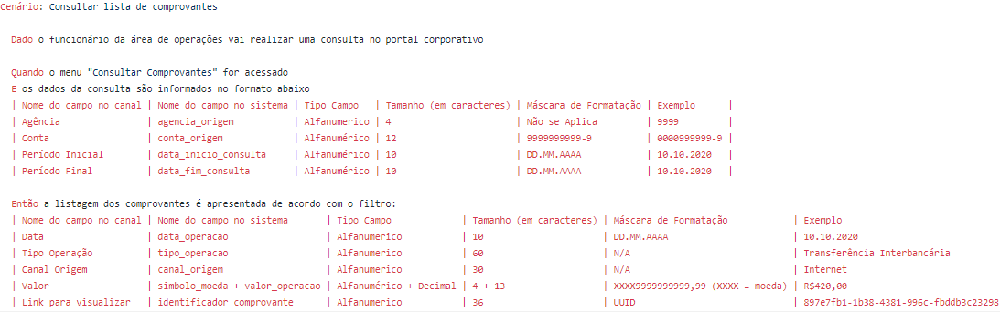 Cenário: Consultar lista de comprovantes
Dado o funcionário da área de operações vai realizar uma consulta no portal corporativo
Quando o menu "Consultar Comprovantes" for acessado
E os dados da consulta são informados no formato abaixo
| Nome do campo no canal | Nome do campo no sistema | Tipo Campo | Tamanho (em caracteres) | Máscara de Formatação | Exemplo |
| Agência | agencia_origem | Alfanumerico | 4 | Não se Aplica | 9999 |
| Conta | conta_origem | Alfanumérico | 12 | 9999999999-9 | 0000999999-9 |
| Período Inicial | data_inicio_consulta | Alfanumérico | 10 | DD.MM.AAAA | 10.10.2020 |
| Período Final | data_fim_consulta | Alfanumérico | 10 | DD.MM.AAAA | 10.10.2020 |
Então a listagem dos comprovantes é apresentada de acordo com o filtro:
| Nome do campo no canal | Nome do campo no sistema | Tipo Campo | Tamanho (em caracteres) | Máscara de Formatação | Exemplo
| Data | data_operacao | Alfanumerico | 10 | DD.MM.AAAA | 10.10.2020
| Tipo Operação | tipo_operacao | Alfanumerico | 60 | N/A | Transferência Interbancária
| Canal Origem | canal_origem | Alfanumerico | 30 | N/A | Internet
| Valor | simbolo_moeda + valor_operacao | Alfanumérico + Decimal | 4 + 13 | XXXX9999999999,99 (XXXX = moeda) | R$420,00
| Link para visualizar | identificador_comprovante | Alfanumerico | 36 | UUID | 897e7fb1-1b38-4381-996c-fbddb3c23298